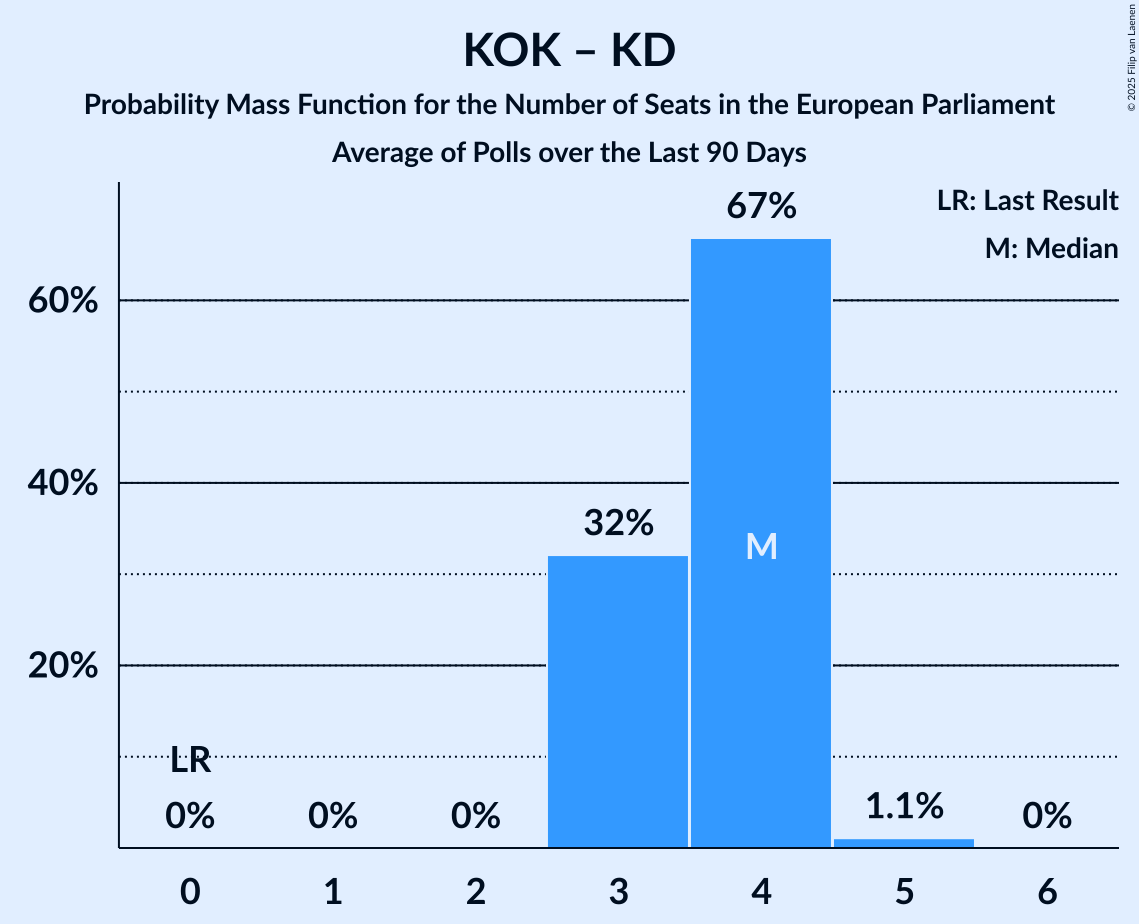 KOK – KD
Probability Mass Function for the Number of Seats in the European Parliament
Average of Polls over the Last 90 Days
© 2025 Filip van Laenen
LR: Last Result
M: Median
67%
60%
40%
32%
M
20%
LR
0%
0%
0%
1.1%
0%
0
1
2
3
4
5
6